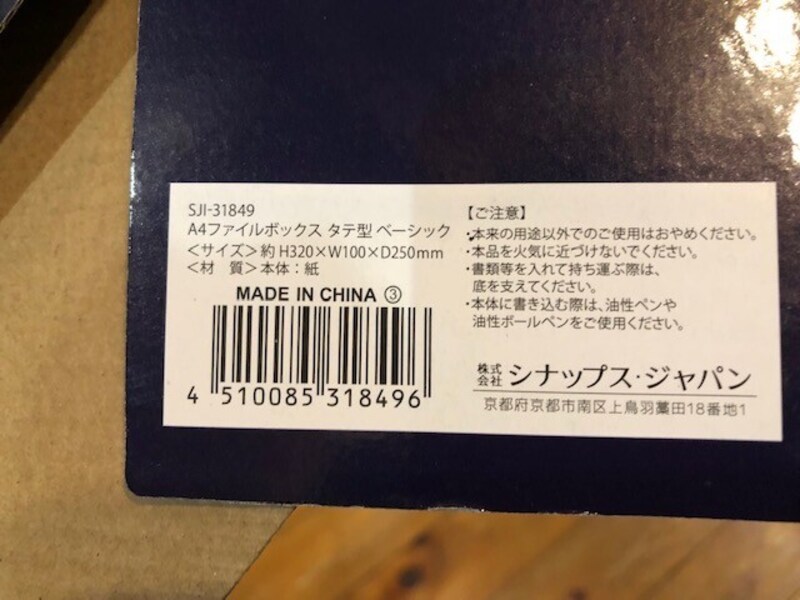 SJI-31849
A4ファイルボックス タテ型 ベーシック
＜サイズ＞約 H320×W100×D250mm
＜材　質＞本体：紙
MADE IN CHINA ③
4 510085 318496
【ご注意】
・本来の用途以外でのご使用はおやめください。
・本品を火気に近づけないでください。
・書類等を入れて持ち運ぶ際は、
底を支えてください。
・本体に書き込む際は、油性ペンや
油性ボールペンをご使用ください。
株式会社 シナップス・ジャパン
京都府京都市南区上鳥羽藁田18番地1